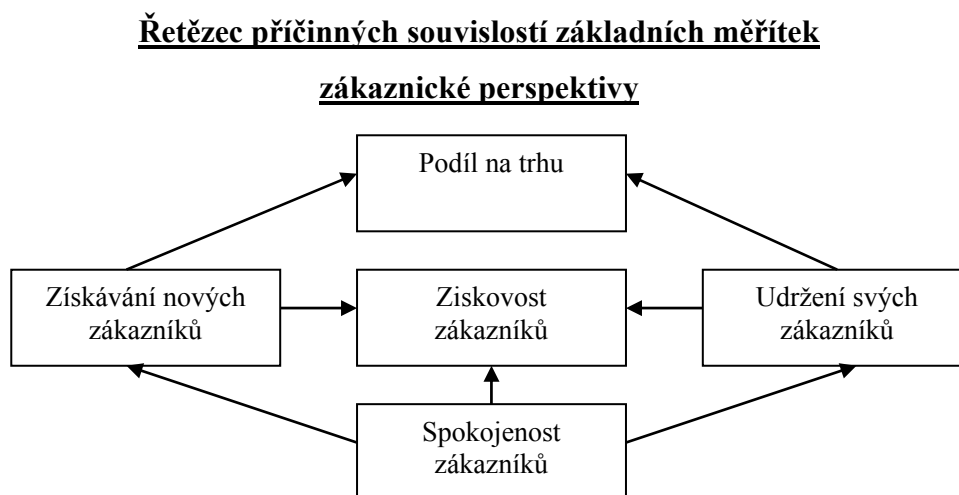 Řetězec příčinných souvislostí základních měřítek
zákaznické perspektivy
Podíl na trhu
Získávání nových
zákazníků
Ziskovost
zákazníků
Udržení svých
zákazníků
Spokojenost
zákazníků